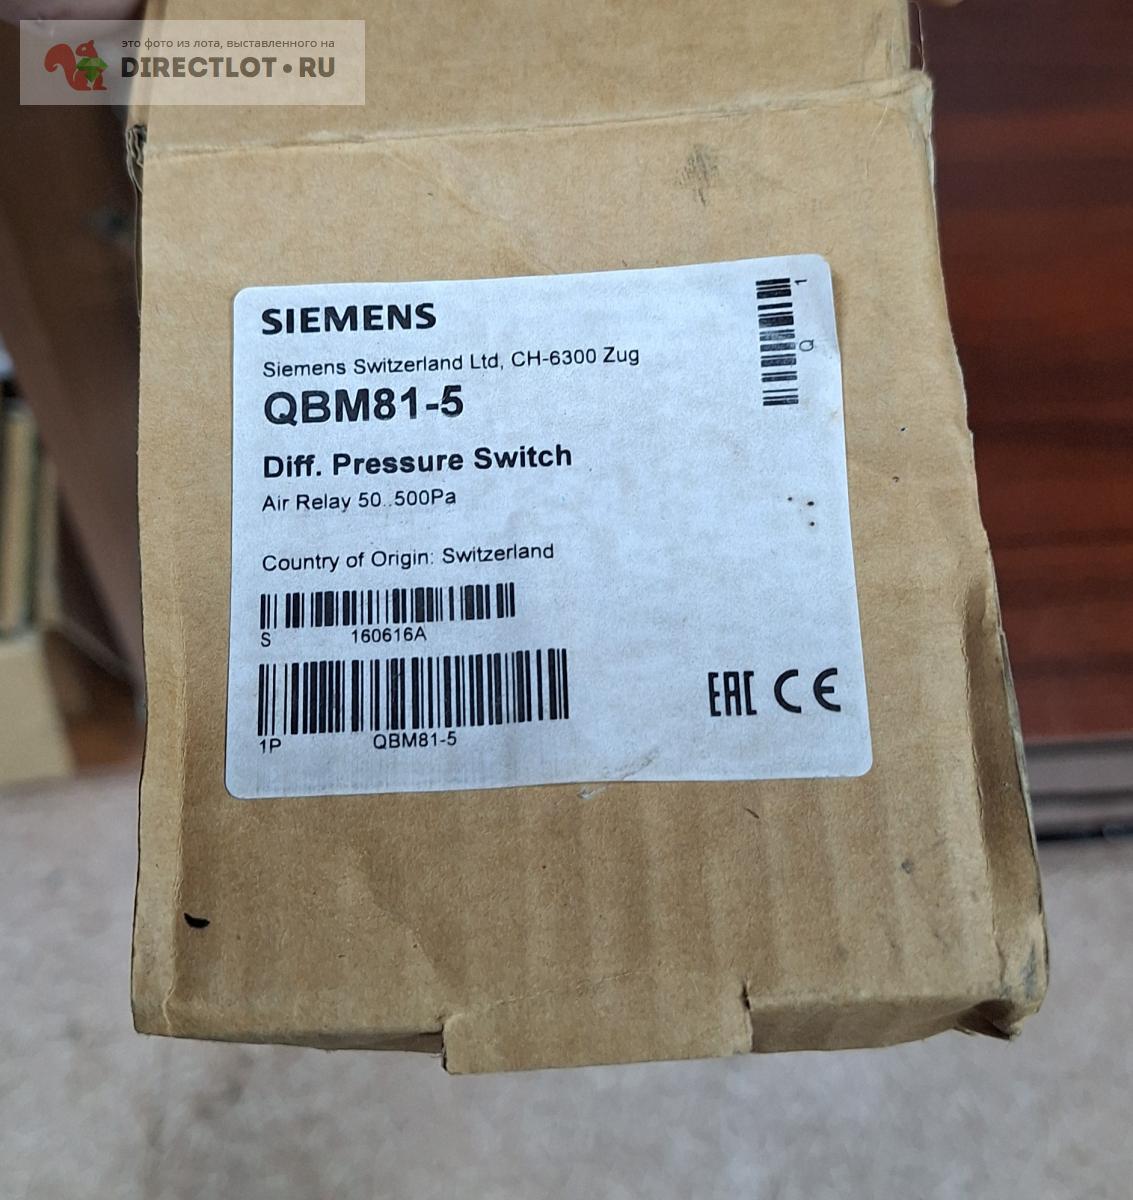 это фото из лота, выставленного на
DIRECTLOT•RU
SIEMENS
Siemens Switzerland Ltd, CH-6300 Zug
QBM81-5
Diff. Pressure Switch
Air Relay 50..500Pa
Country of Origin: Switzerland
S 160616A
1P QBM81-5
Q 1
EAC CE